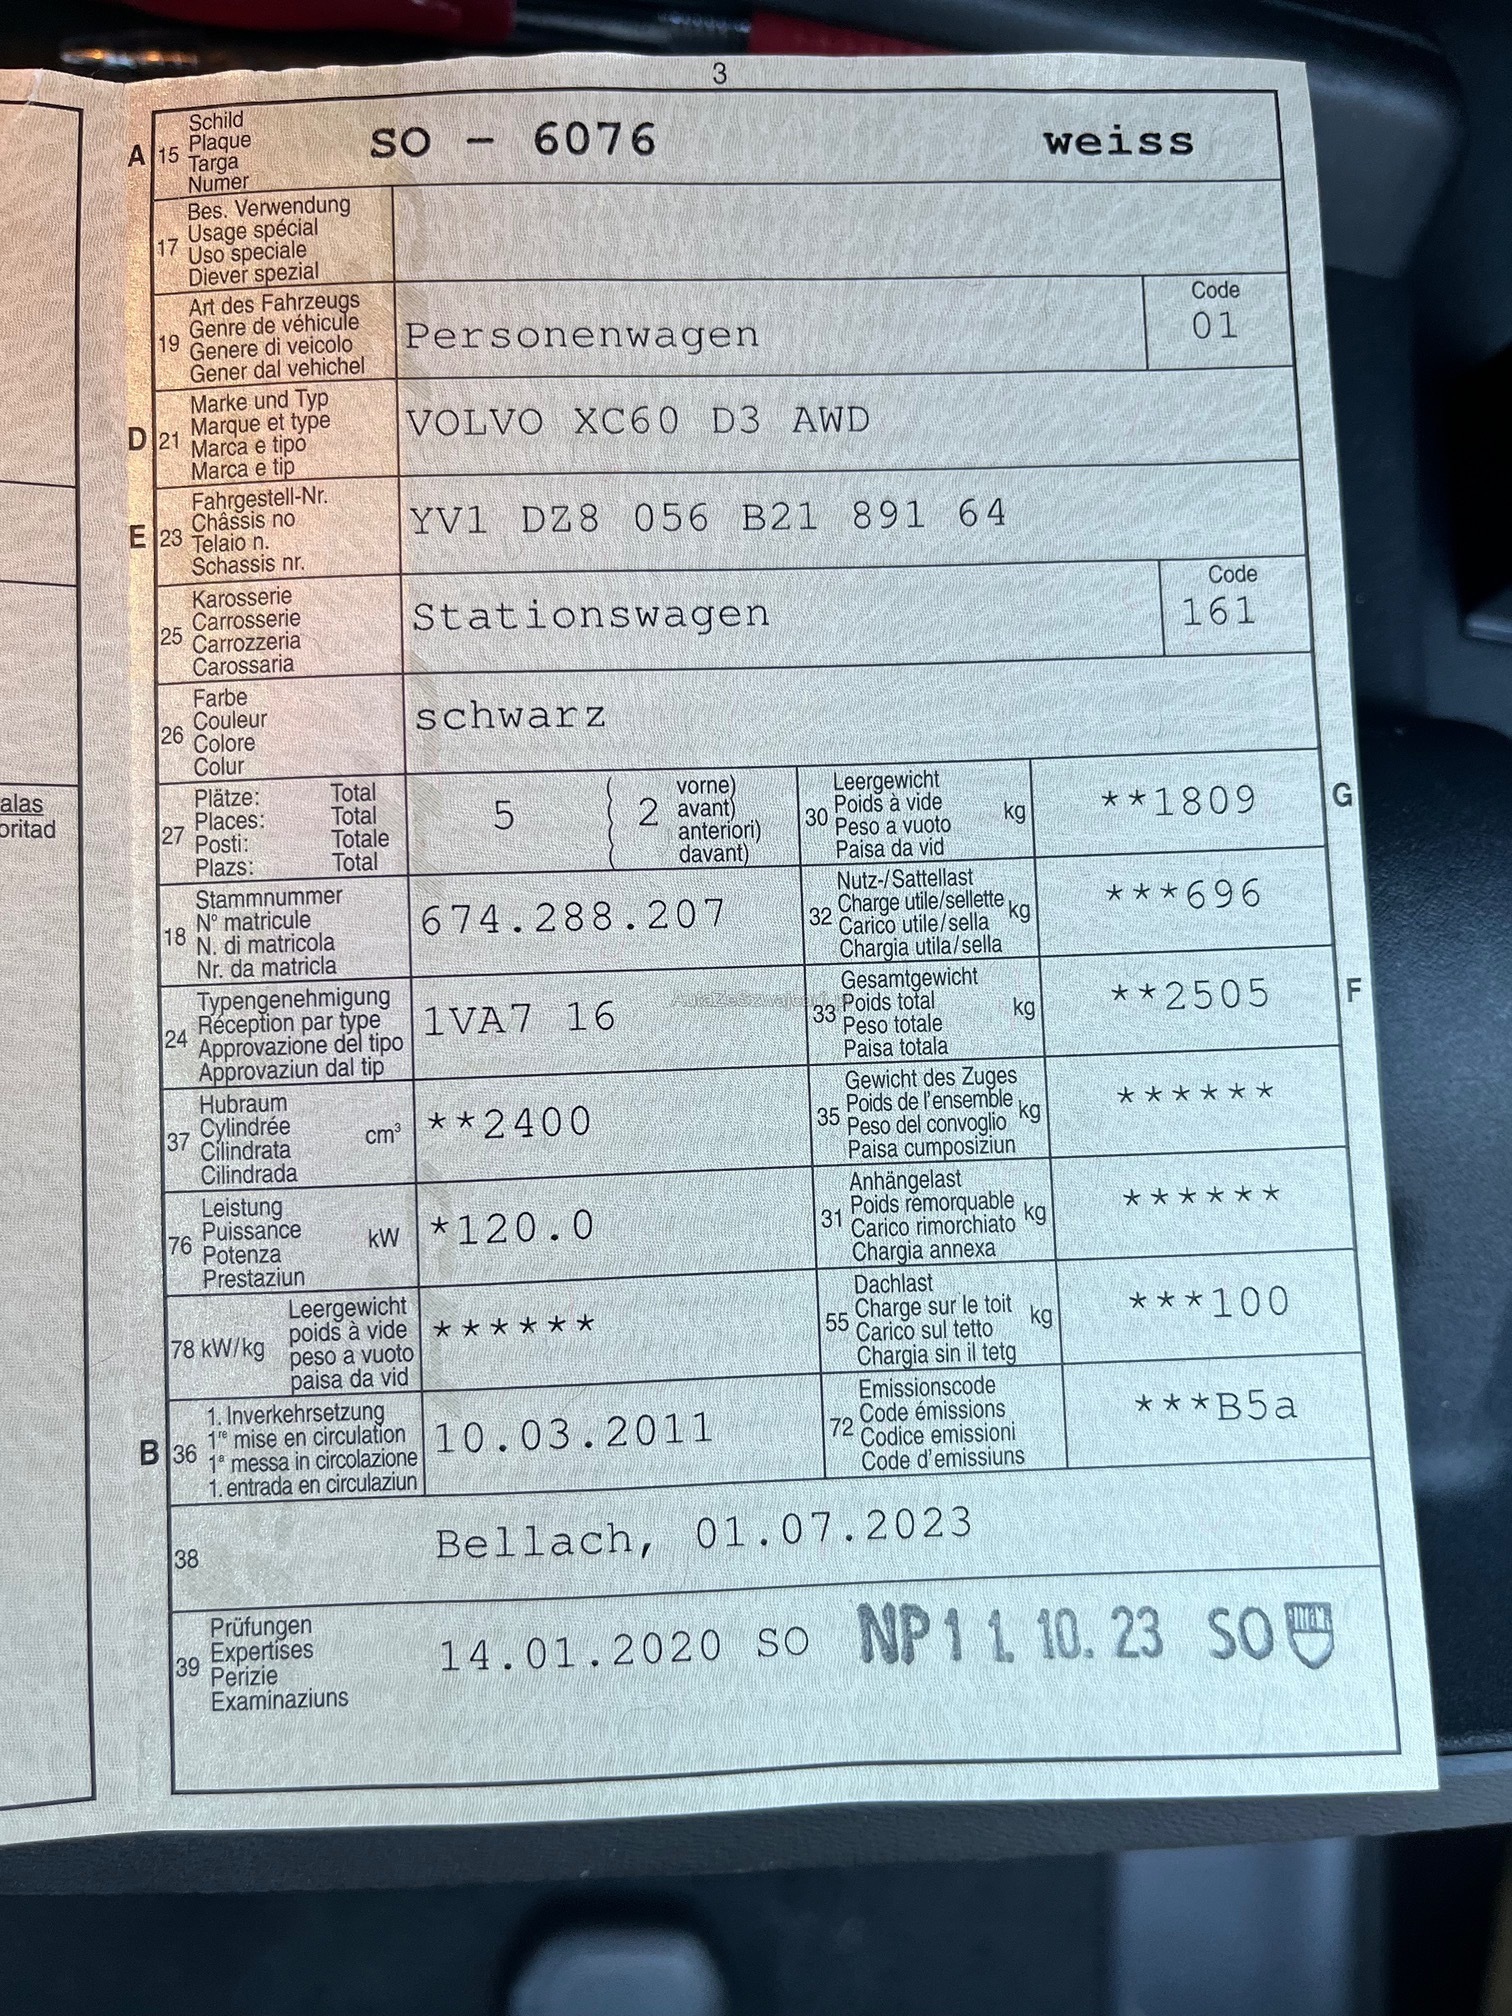 3
A 15 Schild
Plaque
Targa
Numer
SO - 6076 weiss
17 Bes. Verwendung
Usage spécial
Uso speciale
Diever spezial
19 Art des Fahrzeugs
Genre de véhicule
Genere di veicolo
Gener dal vehichel
Personenwagen
Code
01
D 21 Marke und Typ
Marque et type
Marca e tipo
Marca e tip
VOLVO XC60 D3 AWD
E 23 Fahrgestell-Nr.
Châssis no
Telaio n.
Schassis nr.
YV1 DZ8 056 B21 891 64
25 Karosserie
Carrosserie
Carrozzeria
Carossaria
Stationswagen
Code
161
26 Farbe
Couleur
Colore
Colur
schwarz
alas
oritad
27 Plätze: Total
Places: Total
Posti: Totale
Plazs: Total
5 ( 2 vorne)
avant)
anteriori)
davant)
30 Leergewicht
Poids à vide
Peso a vuoto
Paisa da vid
kg
**1809
G
18 Stammnummer
N° matricule
N. di matricola
Nr. da matricla
674.288.207
32 Nutz-/Sattellast
Charge utile/sellette
Carico utile/sella
Chargia utila/sella
kg
***696
24 Typengenehmigung
Réception par type
Approvazione del tipo
Approvaziun dal tip
1VA7 16
33 Gesamtgewicht
Poids total
Peso totale
Paisa totala
kg
**2505
F
37 Hubraum
Cylindrée
Cilindrata
Cilindrada
cm³
**2400
35 Gewicht des Zuges
Poids de l'ensemble
Peso del convoglio
Paisa cumposiziun
kg
******
76 Leistung
Puissance
Potenza
Prestaziun
kW
*120.0
31 Anhängelast
Poids remorquable
Carico rimorchiato
Chargia annexa
kg
******
78 kW/kg Leergewicht
poids à vide
peso a vuoto
paisa da vid
******
55 Dachlast
Charge sur le toit
Carico sul tetto
Chargia sin il tetg
kg
***100
B 36 1. Inverkehrsetzung
1re mise en circulation
1a messa in circolazione
1. entrada en circulaziun
10.03.2011
72 Emissionscode
Code émissions
Codice emissioni
Code d'emissiuns
***B5a
38 Bellach, 01.07.2023
39 Prüfungen
Expertises
Perizie
Examinaziuns
14.01.2020 SO NP 11.10.23 SO